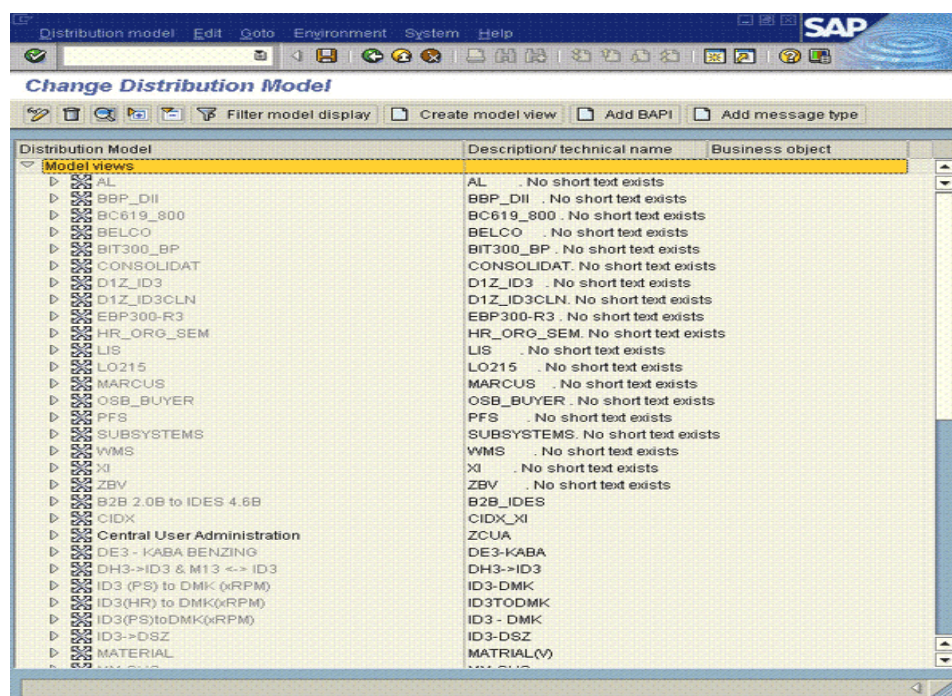 Distribution model Edit Goto Environment System Help
SAP
Change Distribution Model
Filter model display Create model view Add BAPI Add message type
Distribution Model Description/technical name Business object
Model views
AL AL . No short text exists
BBP_DII BBP_DII . No short text exists
BC619_800 BC619_800 . No short text exists
BELCO BELCO . No short text exists
BIT300_BP BIT300_BP . No short text exists
CONSOLIDAT CONSOLIDAT. No short text exists
D1Z_ID3 D1Z_ID3 . No short text exists
D1Z_ID3CLN D1Z_ID3CLN. No short text exists
EBP300-R3 EBP300-R3 . No short text exists
HR_ORG_SEM HR_ORG_SEM. No short text exists
LIS LIS . No short text exists
LO215 LO215 . No short text exists
MARCUS MARCUS . No short text exists
OSB_BUYER OSB_BUYER . No short text exists
PFS PFS . No short text exists
SUBSYSTEMS SUBSYSTEMS. No short text exists
WMS WMS . No short text exists
XI XI . No short text exists
ZBV ZBV . No short text exists
B2B 2.0B to IDES 4.6B B2B_IDES
CIDX CIDX_XI
Central User Administration ZCUA
DE3 - KABA BENZING DE3-KABA
DH3->ID3 & M13 <-> ID3 DH3->ID3
ID3 (PS) to DMK (xRPM) ID3-DMK
ID3(HR) to DMK(xRPM) ID3TODMK
ID3(PS)toDMK(xRPM) ID3 - DMK
ID3->DSZ ID3-DSZ
MATERIAL MATRIAL(V)